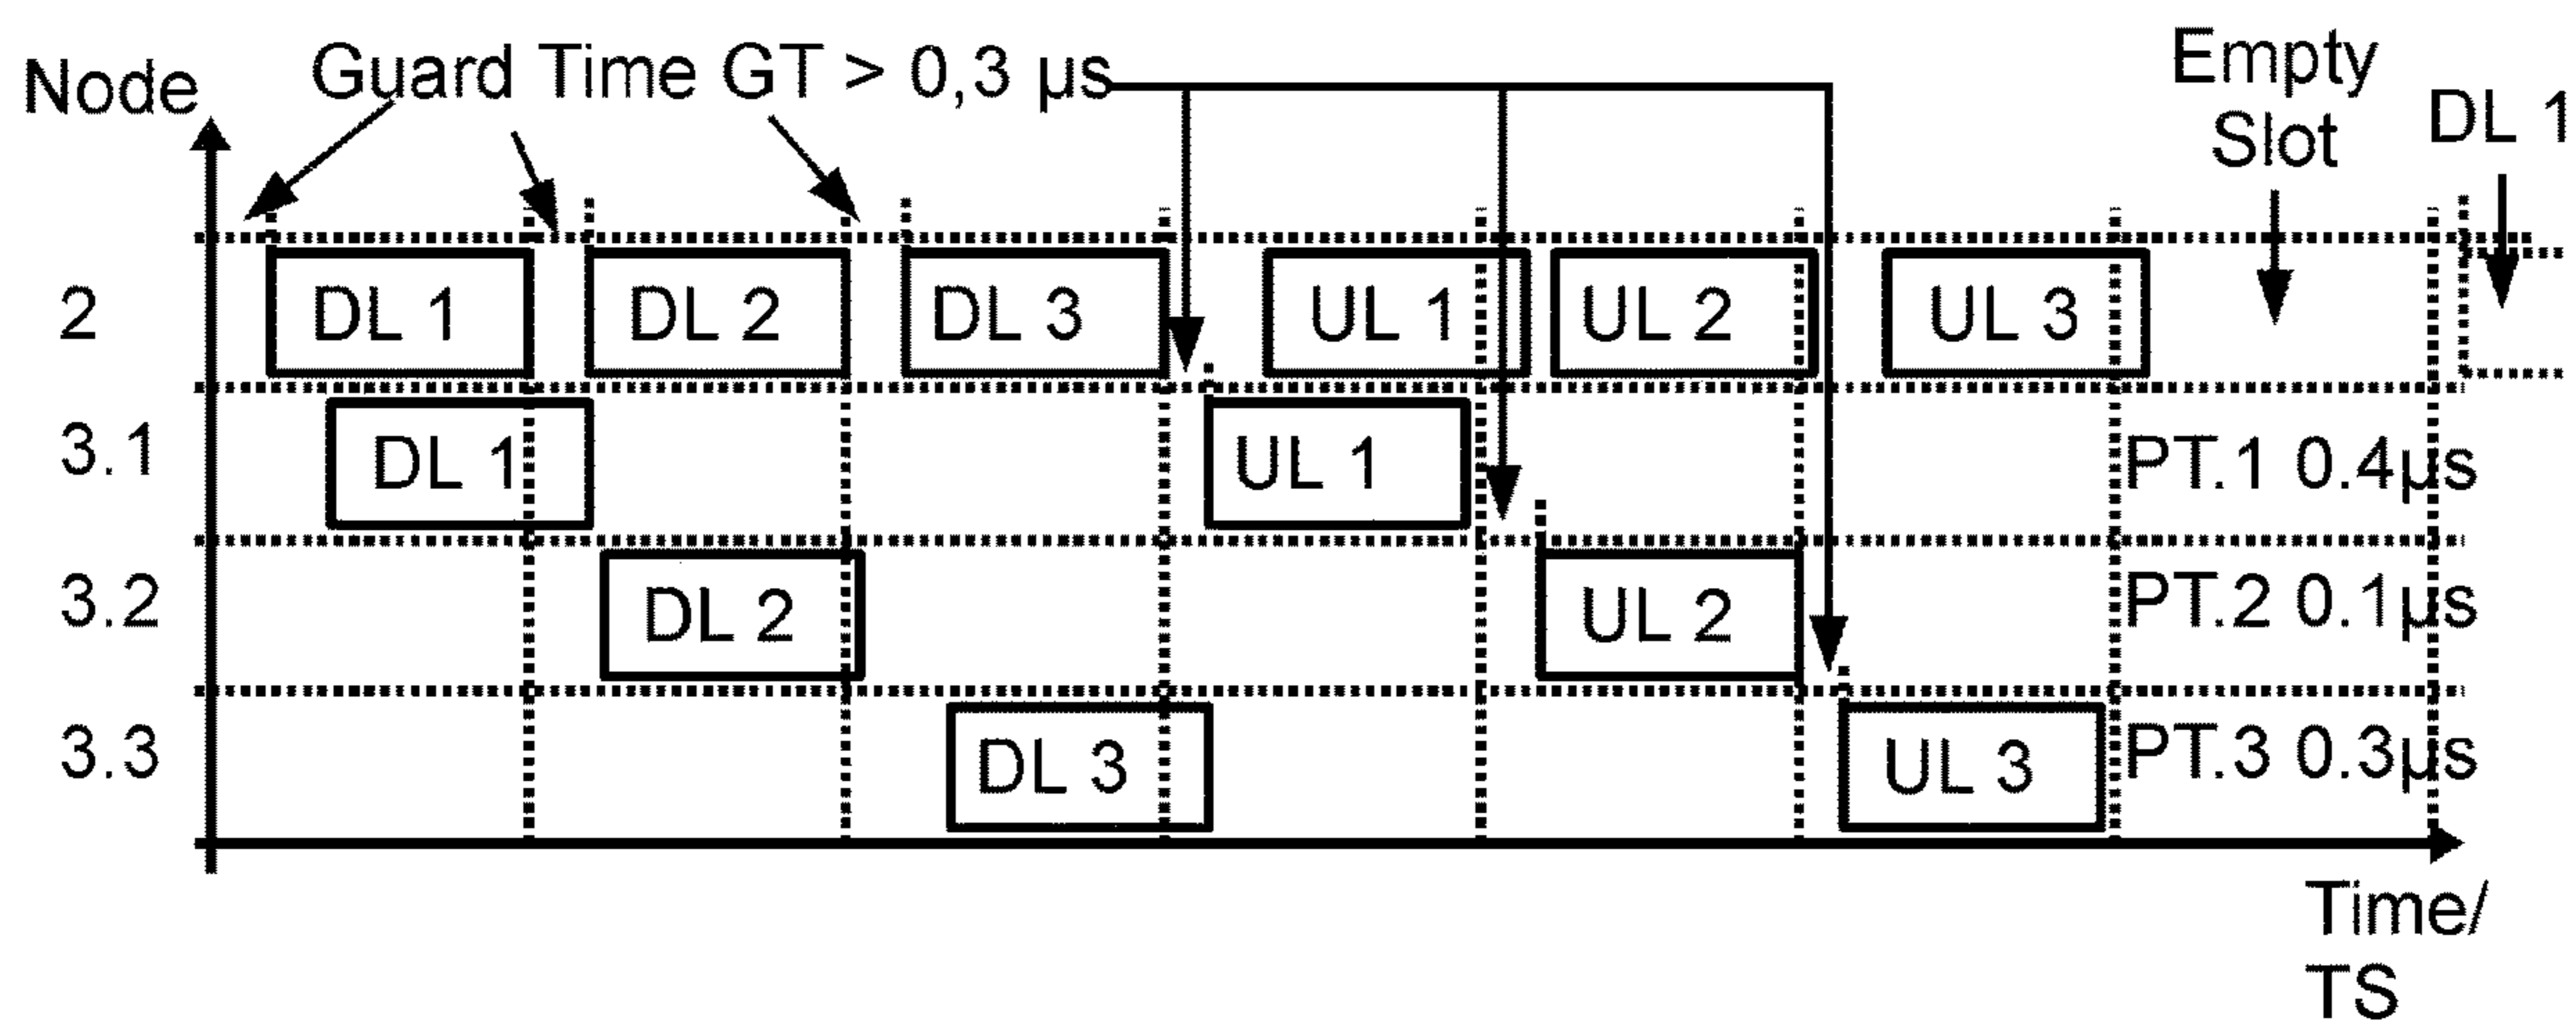 Node
Guard Time GT > 0,3 µs
Empty
Slot
DL 1
2
DL 1
DL 2
DL 3
UL 1
UL 2
UL 3
3.1
DL 1
UL 1
PT.1 0.4µs
3.2
DL 2
UL 2
PT.2 0.1µs
3.3
DL 3
UL 3
PT.3 0.3µs
Time/
TS